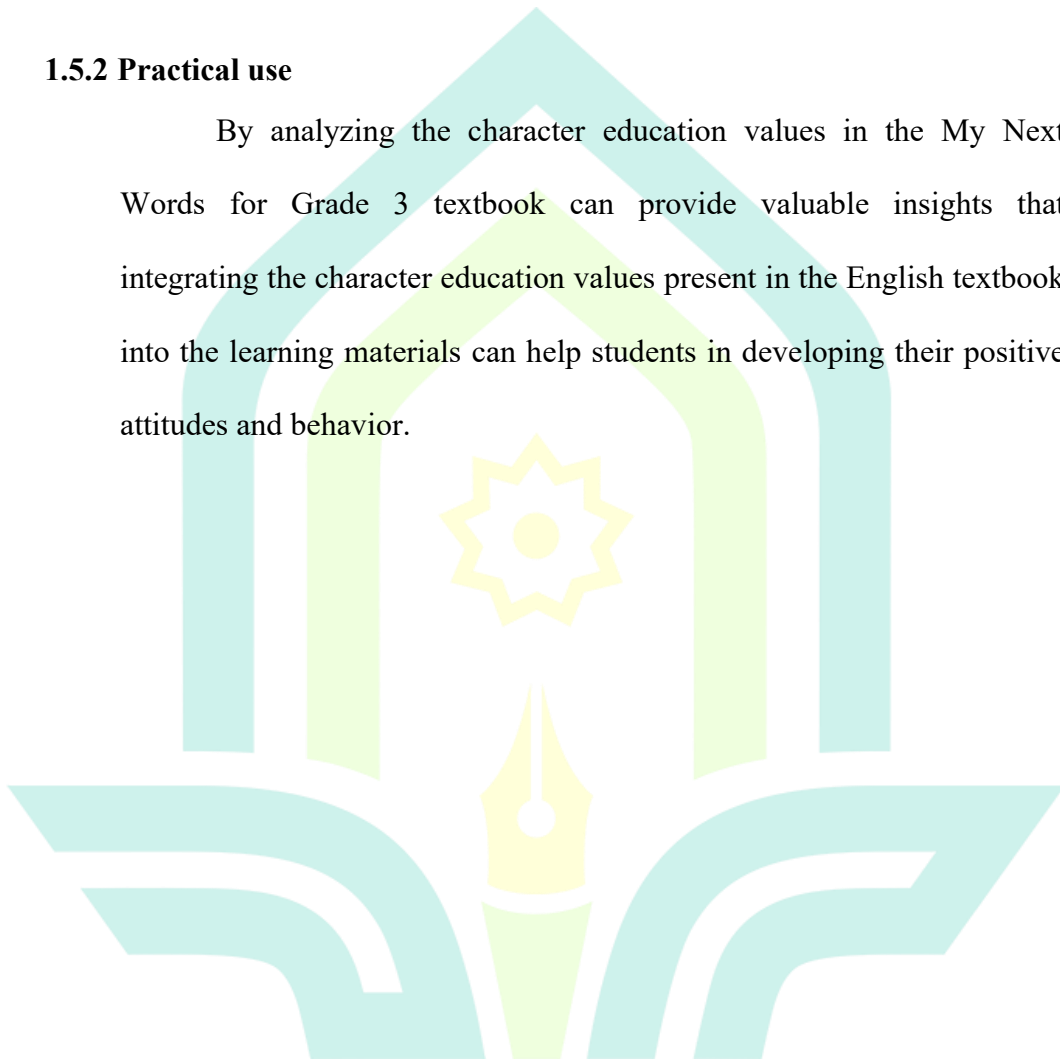 1.5.2 Practical use
By analyzing the character education values in the My Next
Words for Grade 3 textbook can provide valuable insights that
integrating the character education values present in the English textbook
into the learning materials can help students in developing their positive
attitudes and behavior.